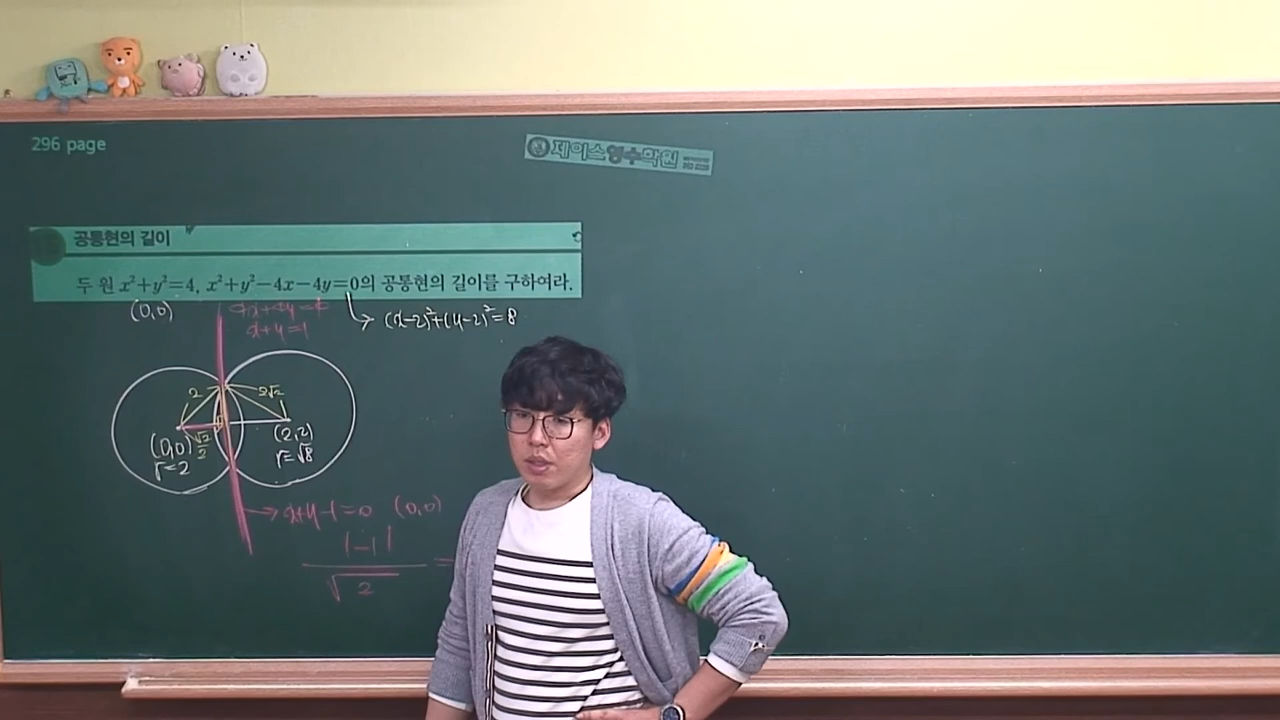 296 page
제이스영수학원
공통현의 길이
두 원 x²+y²=4, x²+y²-4x-4y=0의 공통현의 길이를 구하여라.
(0,0)
4x+4y=4
x+y=1
(x-2)²+(y-2)²=8
2
2√2
(0,0)
√2/2
r=2
(2,2)
r=√8
x+y-1=0 (0,0)
|-1|
√2
=